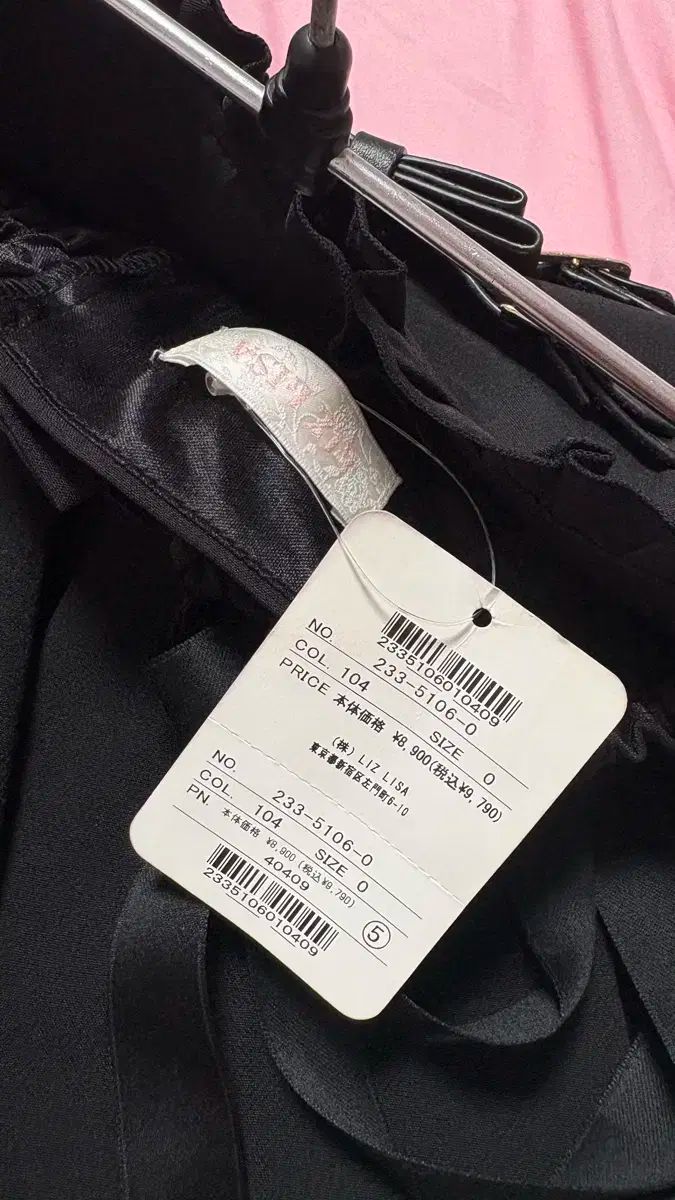 LIZ LISA
2335106010409
NO. 233-5106-0
COL. 104 SIZE 0
PRICE 本体価格 ¥8,900(税込¥9,790)
(株) LIZ LISA
東京都新宿区左門町6-10
NO. 233-5106-0
COL. 104 SIZE 0
PN. 本体価格 ¥8,900(税込¥9,790)
40409
2335106010409
⑤